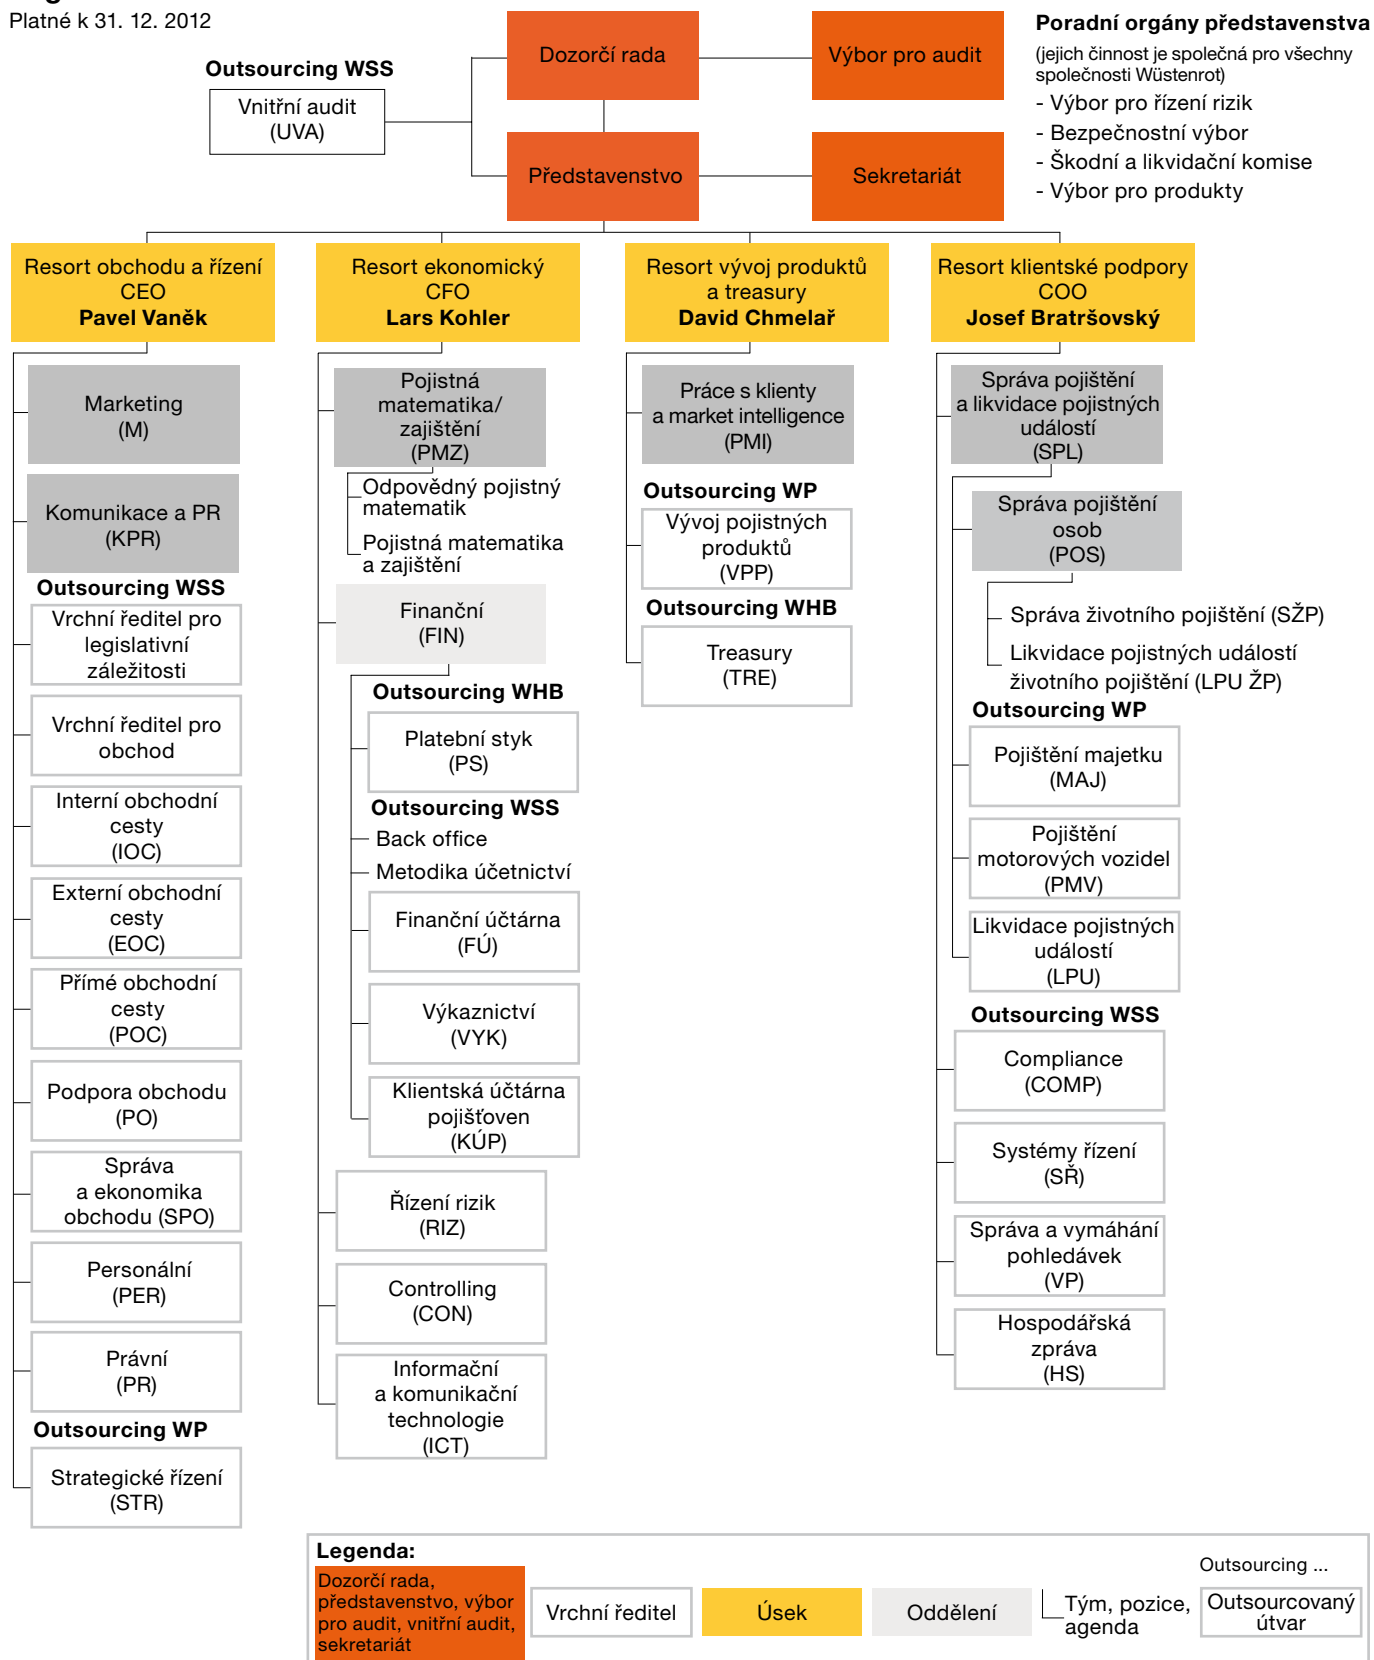 Platné k 31. 12. 2012
Outsourcing WSS
Vnitřní audit
(UVA)
Dozorčí rada
Výbor pro audit
Představenstvo
Sekretariát
Poradní orgány představenstva
(jejich činnost je společná pro všechny
společnosti Wüstenrot)
- Výbor pro řízení rizik
- Bezpečnostní výbor
- Škodní a likvidační komise
- Výbor pro produkty
Resort obchodu a řízení
CEO
Pavel Vaněk
Marketing
(M)
Komunikace a PR
(KPR)
Outsourcing WSS
Vrchní ředitel pro
legislativní
záležitosti
Vrchní ředitel pro
obchod
Interní obchodní
cesty
(IOC)
Externí obchodní
cesty
(EOC)
Přímé obchodní
cesty
(POC)
Podpora obchodu
(PO)
Správa
a ekonomika
obchodu (SPO)
Personální
(PER)
Právní
(PR)
Outsourcing WP
Strategické řízení
(STR)
Resort ekonomický
CFO
Lars Kohler
Pojistná
matematika/
zajištění
(PMZ)
Odpovědný pojistný
matematik
Pojistná matematika
a zajištění
Finanční
(FIN)
Outsourcing WHB
Platební styk
(PS)
Outsourcing WSS
Back office
Metodika účetnictví
Finanční účtárna
(FÚ)
Výkaznictví
(VYK)
Klientská účtárna
pojišťoven
(KÚP)
Řízení rizik
(RIZ)
Controlling
(CON)
Informační
a komunikační
technologie
(ICT)
Resort vývoj produktů
a treasury
David Chmelař
Práce s klienty
a market intelligence
(PMI)
Outsourcing WP
Vývoj pojistných
produktů
(VPP)
Outsourcing WHB
Treasury
(TRE)
Resort klientské podpory
COO
Josef Bratršovský
Správa pojištění
a likvidace pojistných
událostí
(SPL)
Správa pojištění
osob
(POS)
Správa životního pojištění (SŽP)
Likvidace pojistných událostí
životního pojištění (LPU ŽP)
Outsourcing WP
Pojištění majetku
(MAJ)
Pojištění
motorových vozidel
(PMV)
Likvidace pojistných
událostí
(LPU)
Outsourcing WSS
Compliance
(COMP)
Systémy řízení
(SŘ)
Správa a vymáhání
pohledávek
(VP)
Hospodářská
zpráva
(HS)
Legenda:
Dozorčí rada,
představenstvo, výbor
pro audit, vnitřní audit,
sekretariát
Vrchní ředitel
Úsek
Oddělení
Tým, pozice,
agenda
Outsourcing ...
Outsourcovaný
útvar